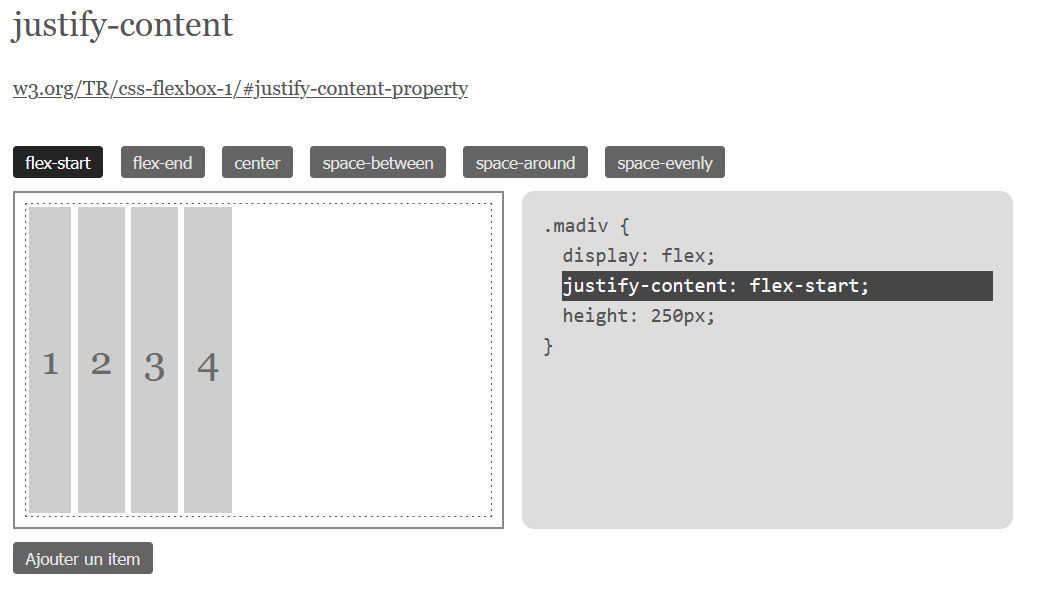 justify-content
w3.org/TR/css-flexbox-1/#justify-content-property
flex-start flex-end center space-between space-around space-evenly
1 2 3 4
.madiv {
  display: flex;
  justify-content: flex-start;
  height: 250px;
}
Ajouter un item